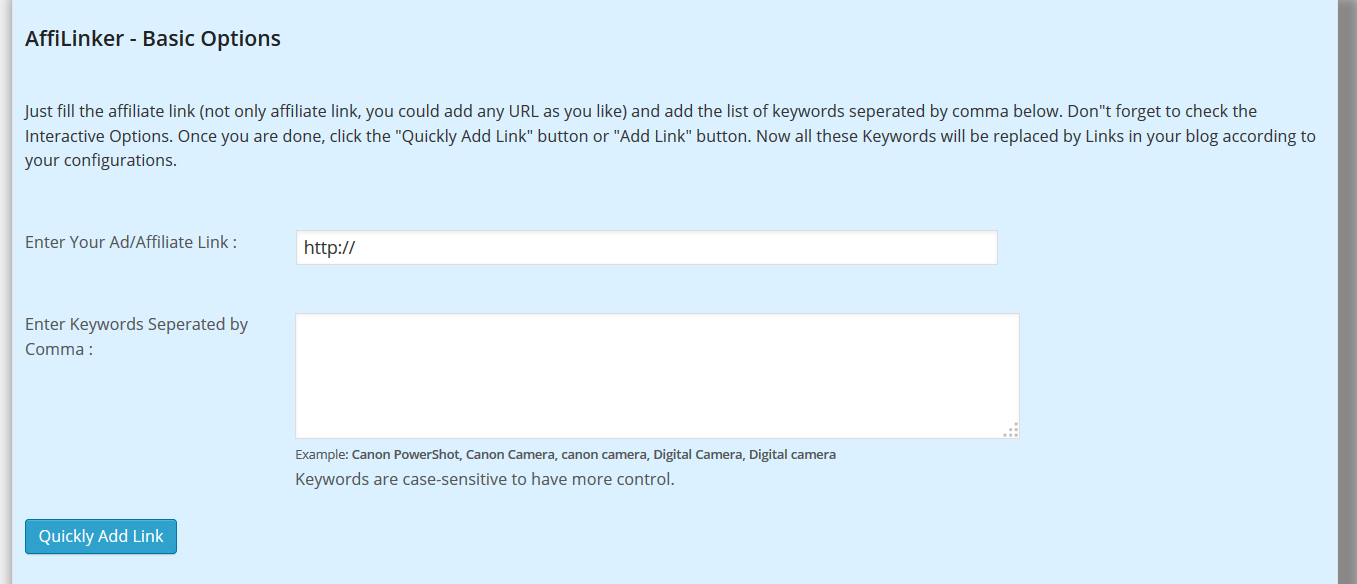 AffiLinker - Basic Options
Just fill the affiliate link (not only affiliate link, you could add any URL as you like) and add the list of keywords seperated by comma below. Don"t forget to check the
Interactive Options. Once you are done, click the "Quickly Add Link" button or "Add Link" button. Now all these Keywords will be replaced by Links in your blog according to
your configurations.
Enter Your Ad/Affiliate Link :
http://
Enter Keywords Seperated by
Comma :
Example: Canon PowerShot, Canon Camera, canon camera, Digital Camera, Digital camera
Keywords are case-sensitive to have more control.
Quickly Add Link